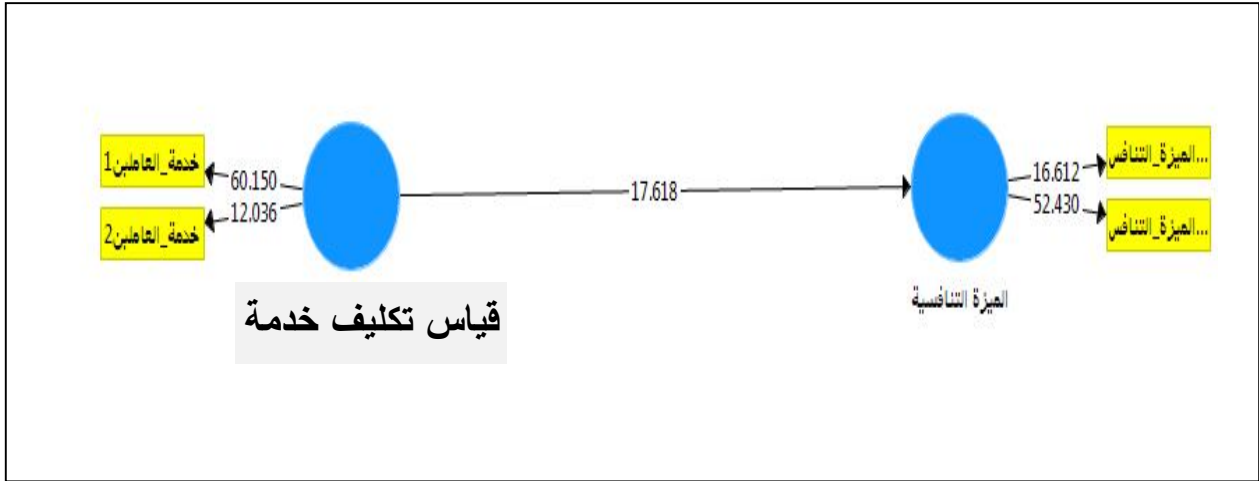 خدمة_العاملين1
60.150
خدمة_العاملين2
12.036
17.618
16.612
الميزة_التنافس...
52.430
الميزة_التنافس...
قياس تكليف خدمة
الميزة التنافسية